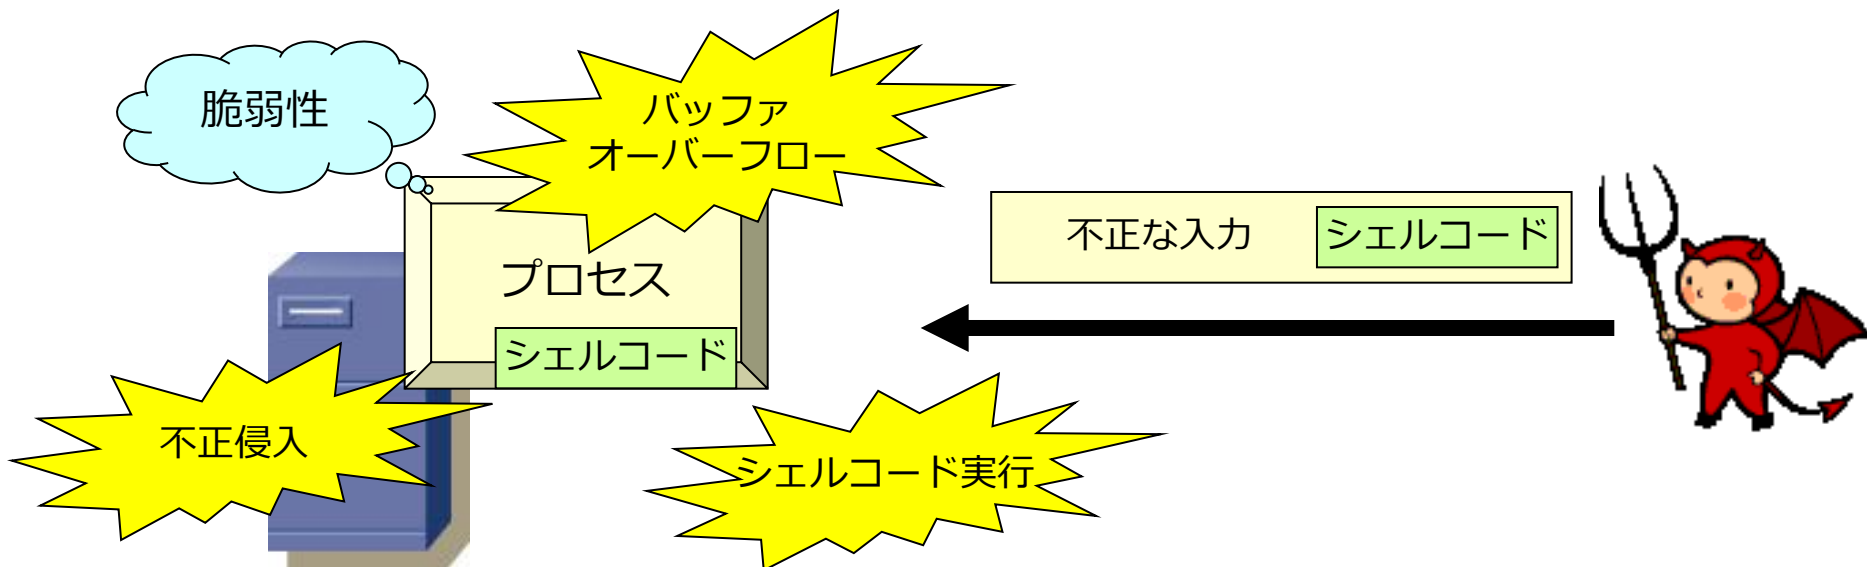 脆弱性
バッファ
オーバーフロー
不正な入力
シェルコード
プロセス
シェルコード
不正侵入
シェルコード実行